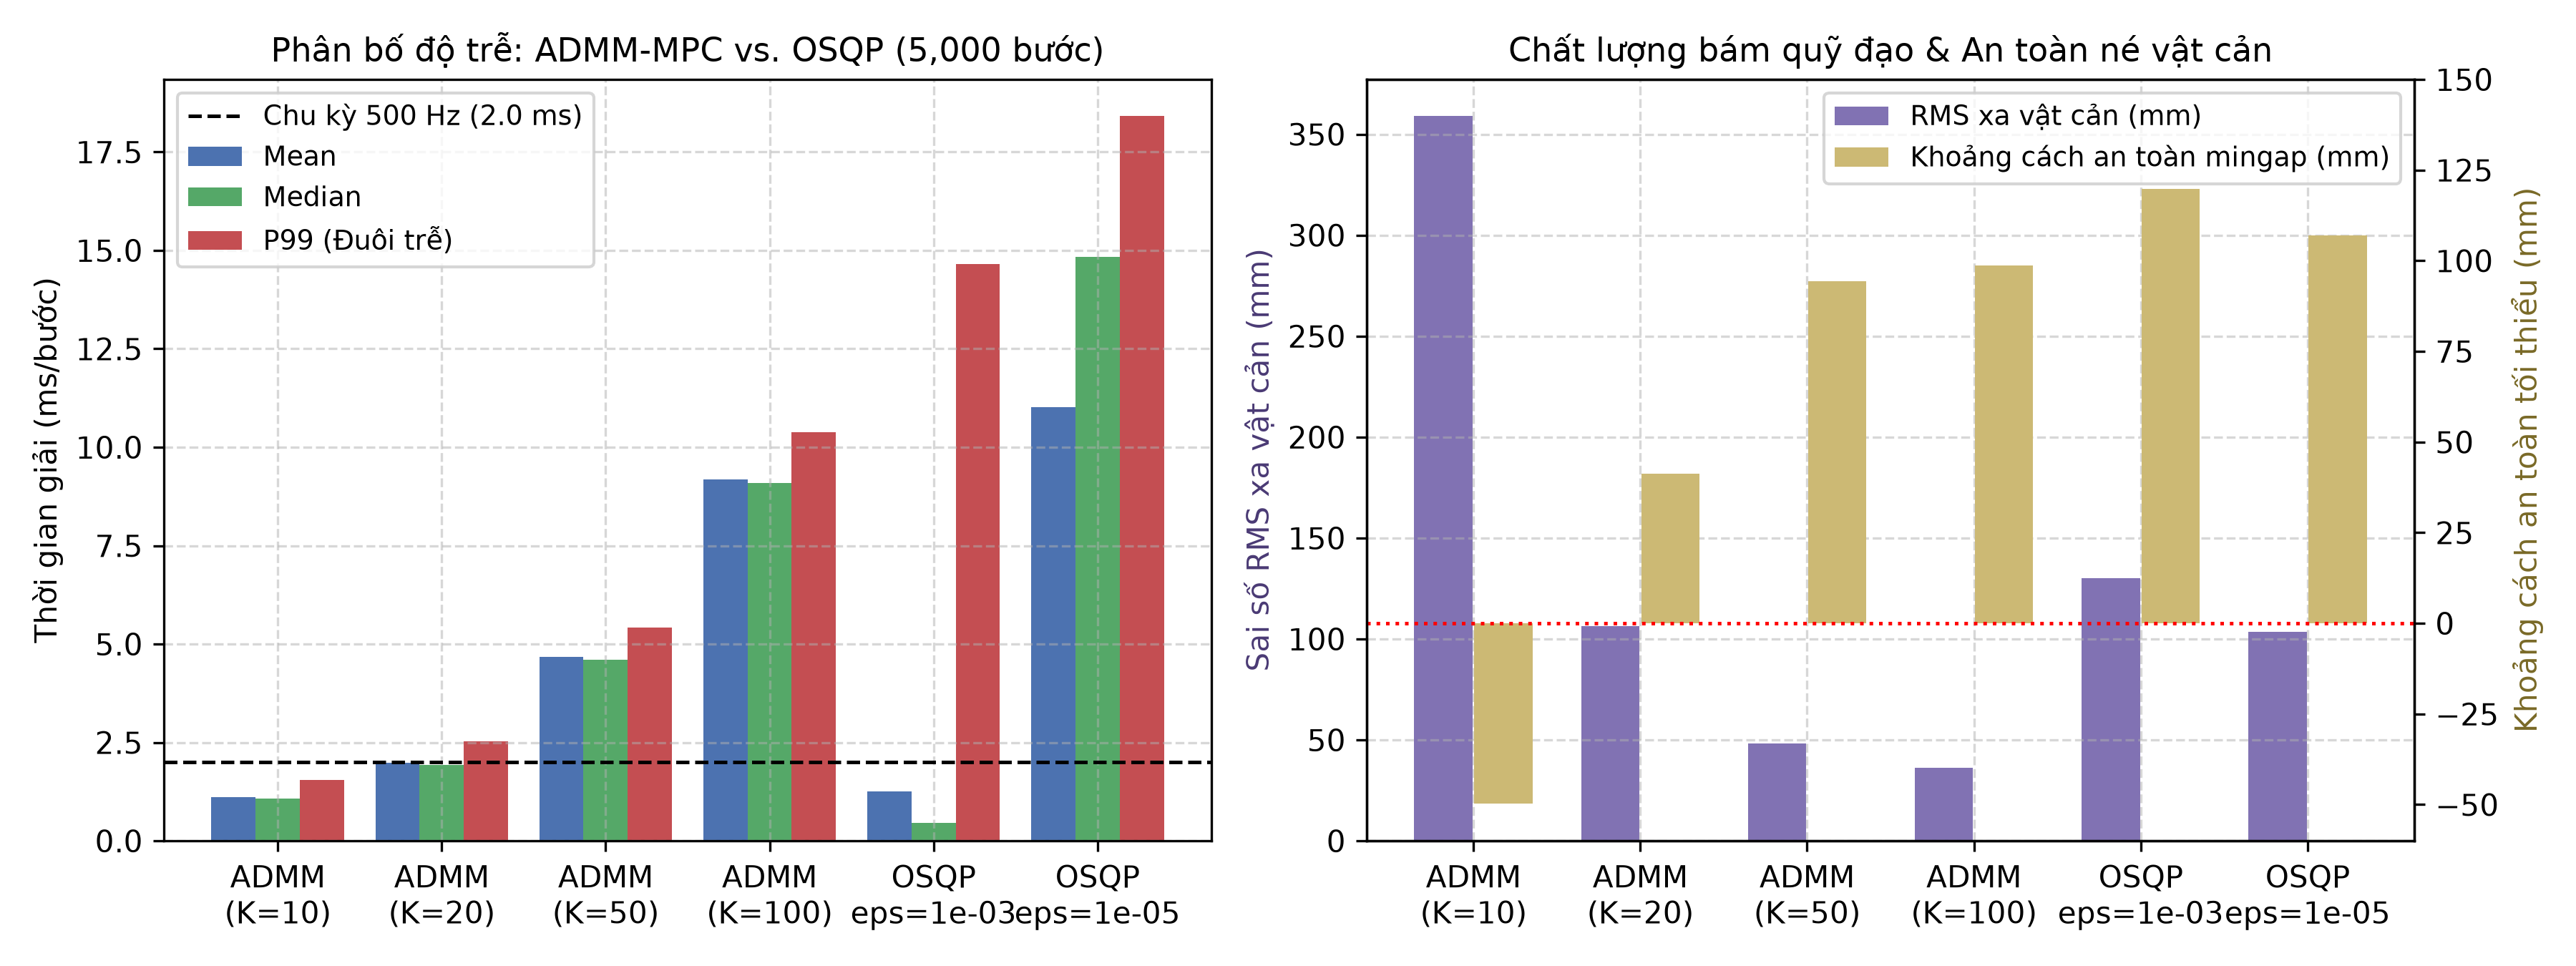 Phân bố độ trễ: ADMM-MPC vs. OSQP (5,000 bước)
Chu kỳ 500 Hz (2.0 ms)
Mean
Median
P99 (Đuôi trễ)
Thời gian giải (ms/bước)
17.5
15.0
12.5
10.0
7.5
5.0
2.5
0.0
ADMM
(K=10)
ADMM
(K=20)
ADMM
(K=50)
ADMM
(K=100)
OSQP
eps=1e-03
OSQP
eps=1e-05
Chất lượng bám quỹ đạo & An toàn né vật cản
RMS xa vật cản (mm)
Khoảng cách an toàn mingap (mm)
Sai số RMS xa vật cản (mm)
350
300
250
200
150
100
50
0
150
125
100
75
50
25
0
−25
−50
Khoảng cách an toàn tối thiểu (mm)
ADMM
(K=10)
ADMM
(K=20)
ADMM
(K=50)
ADMM
(K=100)
OSQP
eps=1e-03
OSQP
eps=1e-05